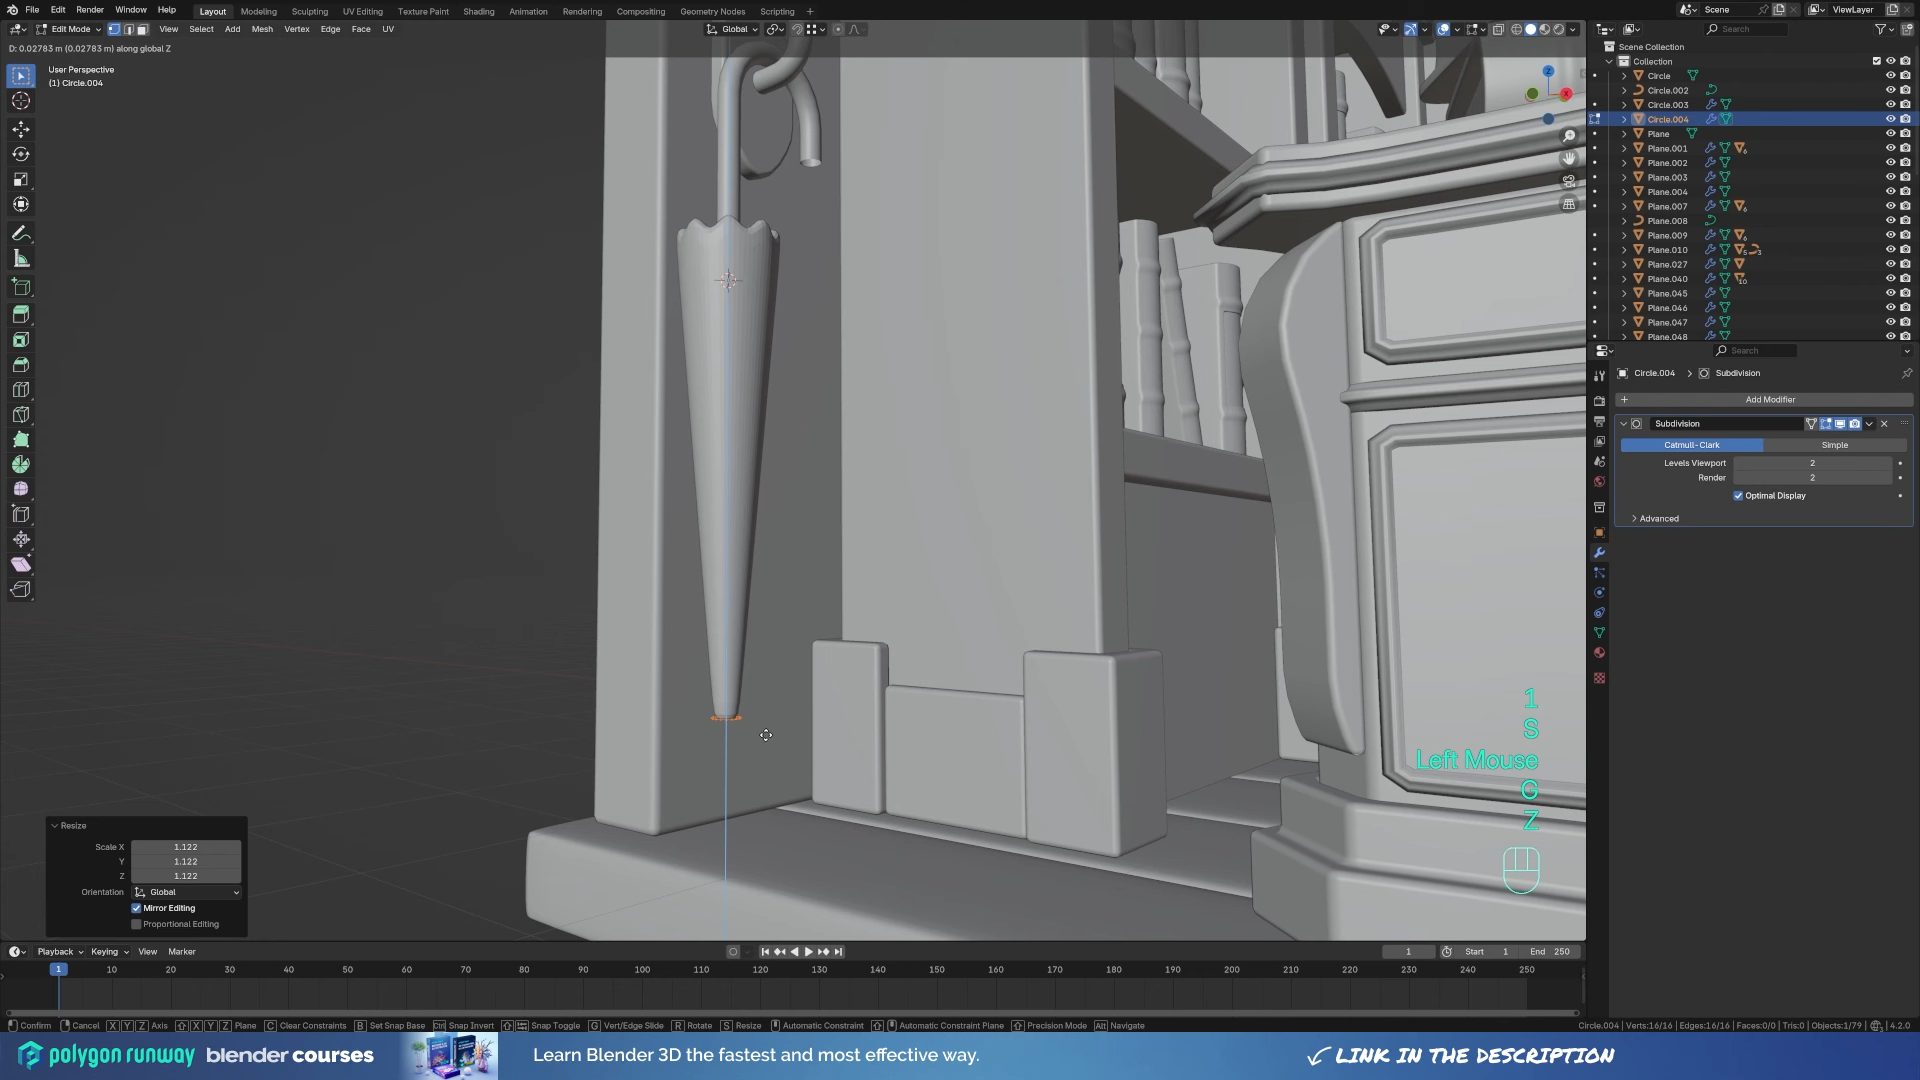 File Edit Render Window Help
Layout Modeling Sculpting UV Editing Texture Paint Shading Animation Rendering Compositing Geometry Nodes Scripting +
Scene
ViewLayer
Edit Mode View Select Add Mesh Vertex Edge Face UV
Global
Search
D: 0.02783 m (0.02783 m) along global Z
User Perspective
(1) Circle.004
Z
X
Scene Collection
Collection
Circle
Circle.002
Circle.003
Circle.004
Plane
Plane.001
Plane.002
Plane.003
Plane.004
Plane.007
Plane.008
Plane.009
Plane.010
Plane.027
Plane.040
Plane.045
Plane.046
Plane.047
Plane.048
Search
Circle.004 > Subdivision
+ Add Modifier
Subdivision
Catmull-Clark Simple
Levels Viewport 2
Render 2
Optimal Display
Advanced
1
S
Left Mouse
G
Z
Resize
Scale X 1.122
Y 1.122
Z 1.122
Orientation Global
Mirror Editing
Proportional Editing
Playback Keying View Marker
1 Start 1 End 250
1 10 20 30 40 50 60 70 80 90 100 110 120 130 140 150 160 170 180 190 200 210 220 230 240 250
Confirm Cancel X Y Z Axis X Y Z Plane C Clear Constraints B Set Snap Base Ctrl Snap Invert Snap Toggle G Vert/Edge Slide R Rotate S Resize Automatic Constraint Automatic Constraint Plane Precision Mode Alt Navigate
Circle.004 | Verts:16/16 | Edges:16/16 | Faces:0/0 | Tris:0 | Objects:1/79 | 4.2.0
polygon runway blender courses
Learn Blender 3D the fastest and most effective way.
LINK IN THE DESCRIPTION